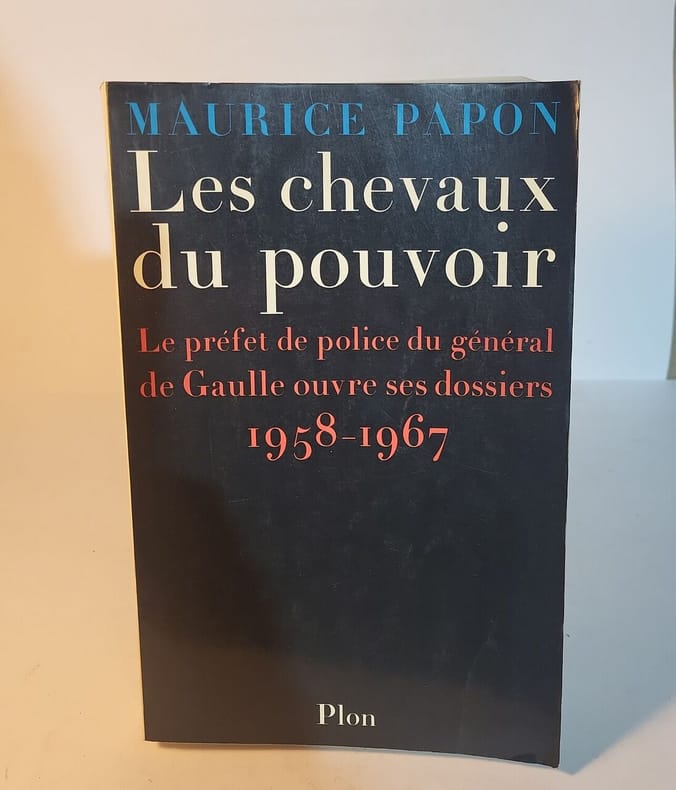 MAURICE PAPON
Les chevaux
du pouvoir
Le préfet de police du général
de Gaulle ouvre ses dossiers
1958-1967
Plon